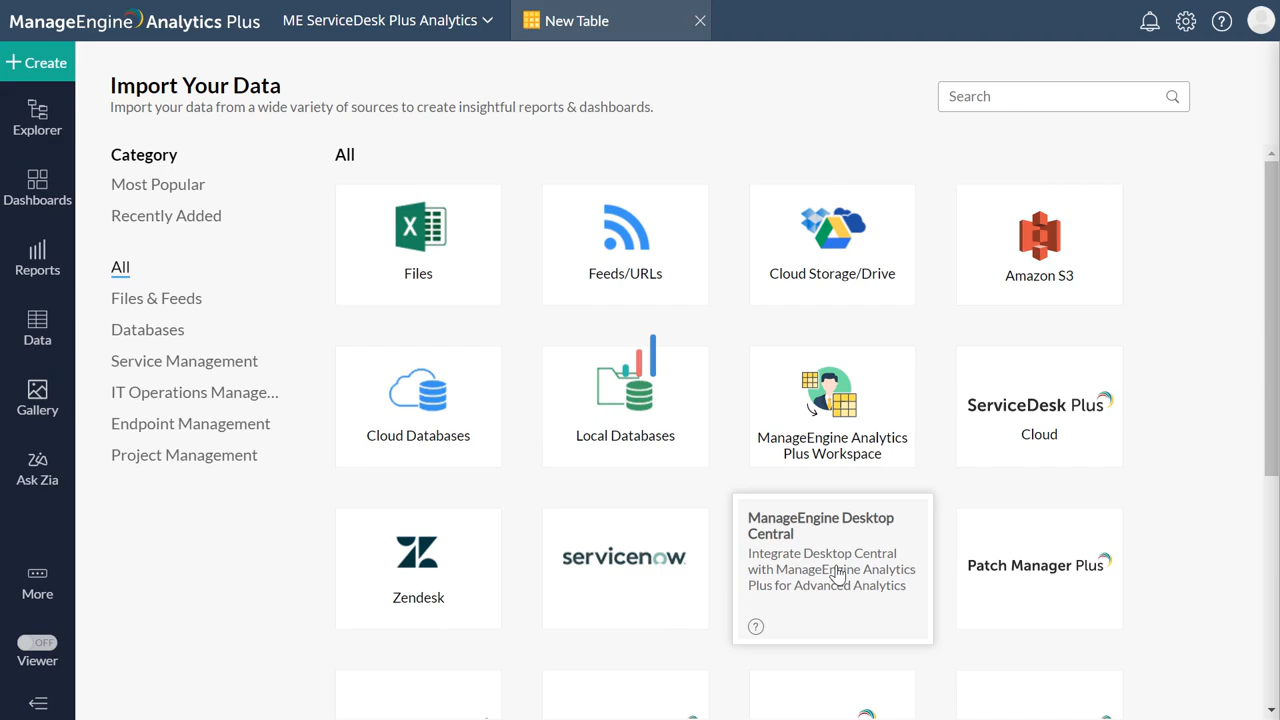 ManageEngine Analytics Plus
ME ServiceDesk Plus Analytics
New Table
+ Create
Explorer
Dashboards
Reports
Data
Gallery
Ask Zia
More
OFF
Viewer
Import Your Data
Import your data from a wide variety of sources to create insightful reports & dashboards.
Search
Category
Most Popular
Recently Added
All
Files & Feeds
Databases
Service Management
IT Operations Manage...
Endpoint Management
Project Management
All
Files
Feeds/URLs
Cloud Storage/Drive
Amazon S3
Cloud Databases
Local Databases
ManageEngine Analytics
Plus Workspace
ServiceDesk Plus
Cloud
Zendesk
servicenow
ManageEngine Desktop
Central
Integrate Desktop Central
with ManageEngine Analytics
Plus for Advanced Analytics
Patch Manager Plus